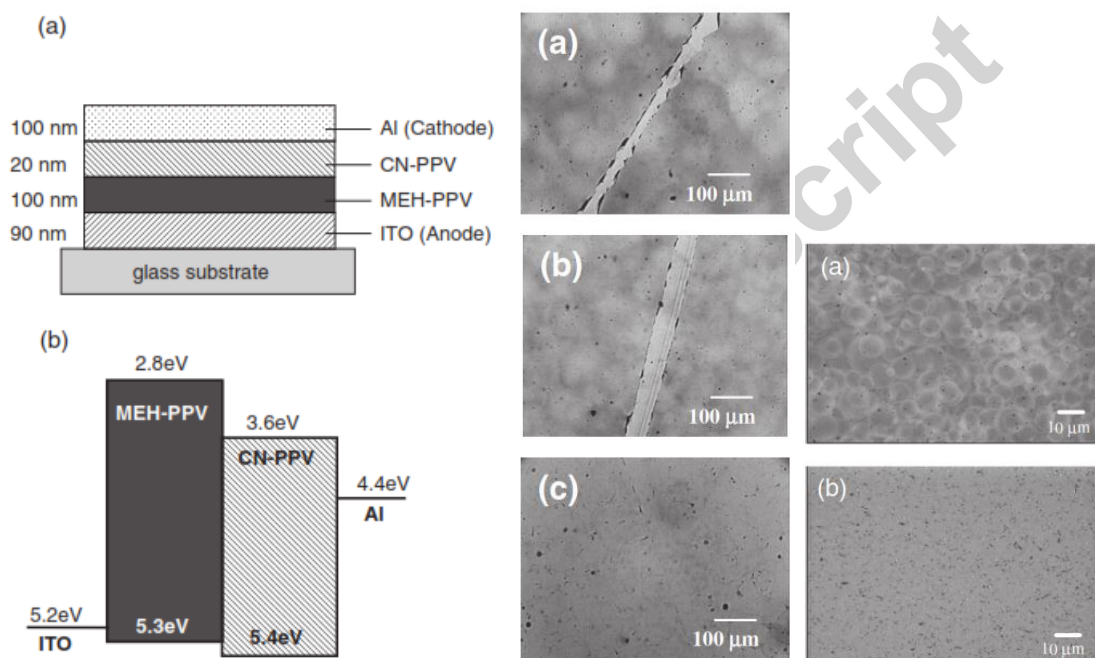 (a)
100 nm
Al (Cathode)
20 nm
CN-PPV
100 nm
MEH-PPV
90 nm
ITO (Anode)
glass substrate
(b)
2.8eV
MEH-PPV
3.6eV
CN-PPV
4.4eV
Al
5.2eV
ITO
5.3eV
5.4eV
(a)
100 μm
(b)
100 μm
(c)
100 μm
script
(a)
10 μm
(b)
10 μm